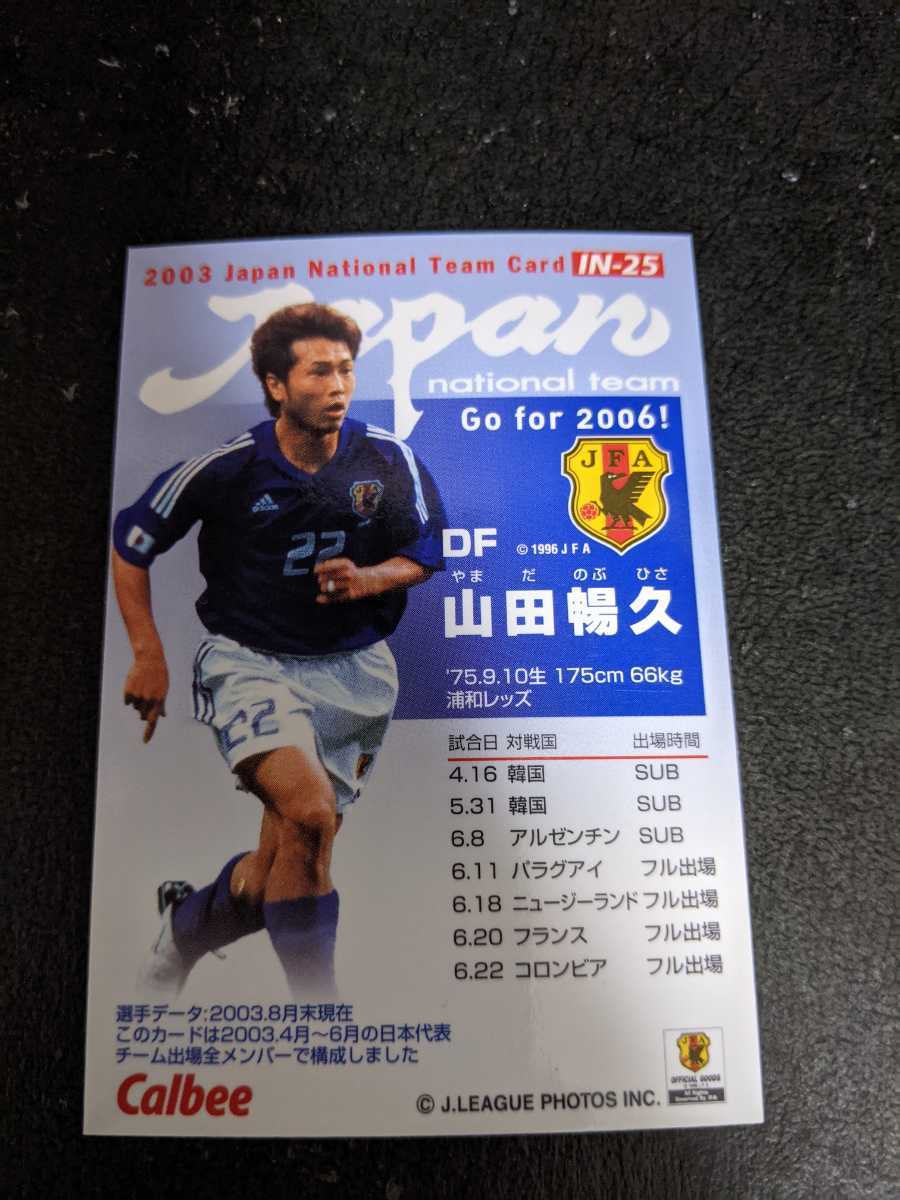 2003 Japan National Team Card IN-25
Japan
national team
Go for 2006!
JFA
adidas
22
DF
© 1996 J F A
やま だ のぶ ひさ
山田暢久
'75.9.10生 175cm 66kg
浦和レッズ
22
試合日 対戦国 出場時間
4.16 韓国 SUB
5.31 韓国 SUB
6.8 アルゼンチン SUB
6.11 パラグアイ フル出場
6.18 ニュージーランド フル出場
6.20 フランス フル出場
6.22 コロンビア フル出場
選手データ:2003.8月末現在
このカードは2003.4月〜6月の日本代表
チーム出場全メンバーで構成しました
Calbee
© J.LEAGUE PHOTOS INC.
OFFICIAL GOODS